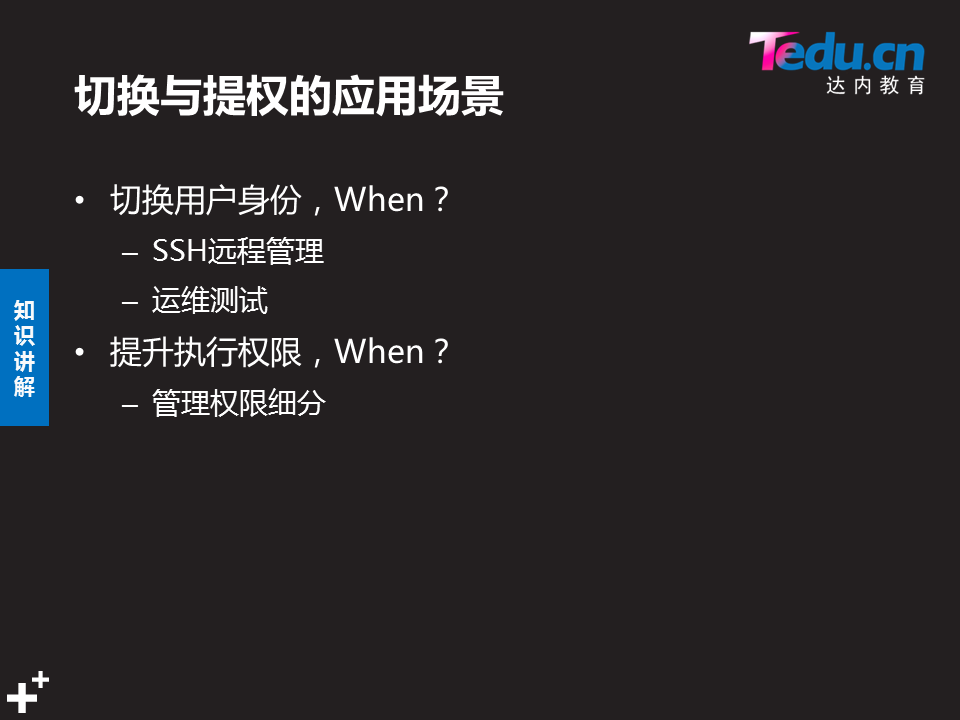 Tedu.cn
达内教育
切换与提权的应用场景
• 切换用户身份，When？
– SSH远程管理
– 运维测试
• 提升执行权限，When？
– 管理权限细分
知识讲解